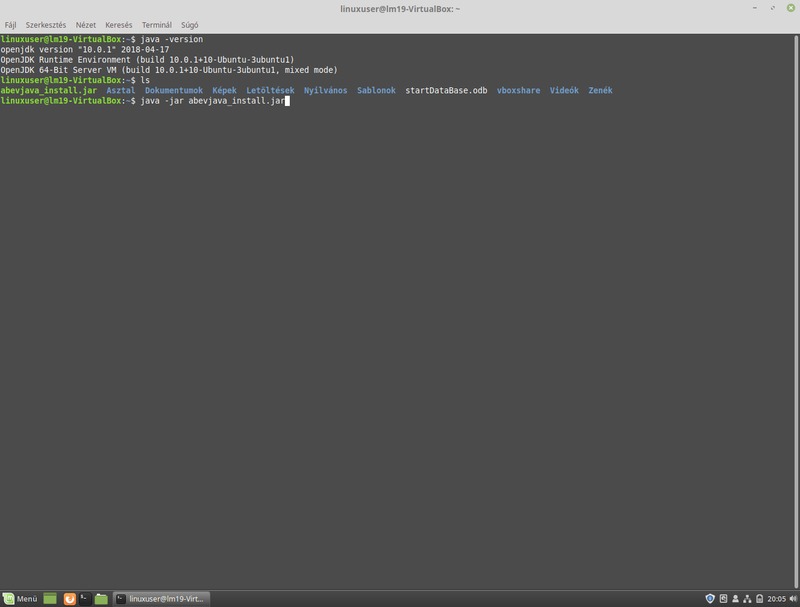 linuxuser@lm19-VirtualBox: ~
Fájl Szerkesztés Nézet Keresés Terminál Súgó
linuxuser@lm19-VirtualBox:~$ java -version
openjdk version "10.0.1" 2018-04-17
OpenJDK Runtime Environment (build 10.0.1+10-Ubuntu-3ubuntu1)
OpenJDK 64-Bit Server VM (build 10.0.1+10-Ubuntu-3ubuntu1, mixed mode)
linuxuser@lm19-VirtualBox:~$ ls
abevjava_install.jar Asztal Dokumentumok Képek Letöltések Nyilvános Sablonok startDataBase.odb vboxshare Videók Zenék
linuxuser@lm19-VirtualBox:~$ java -jar abevjava_install.jar
Menü linuxuser@lm19-Virt... 20:05